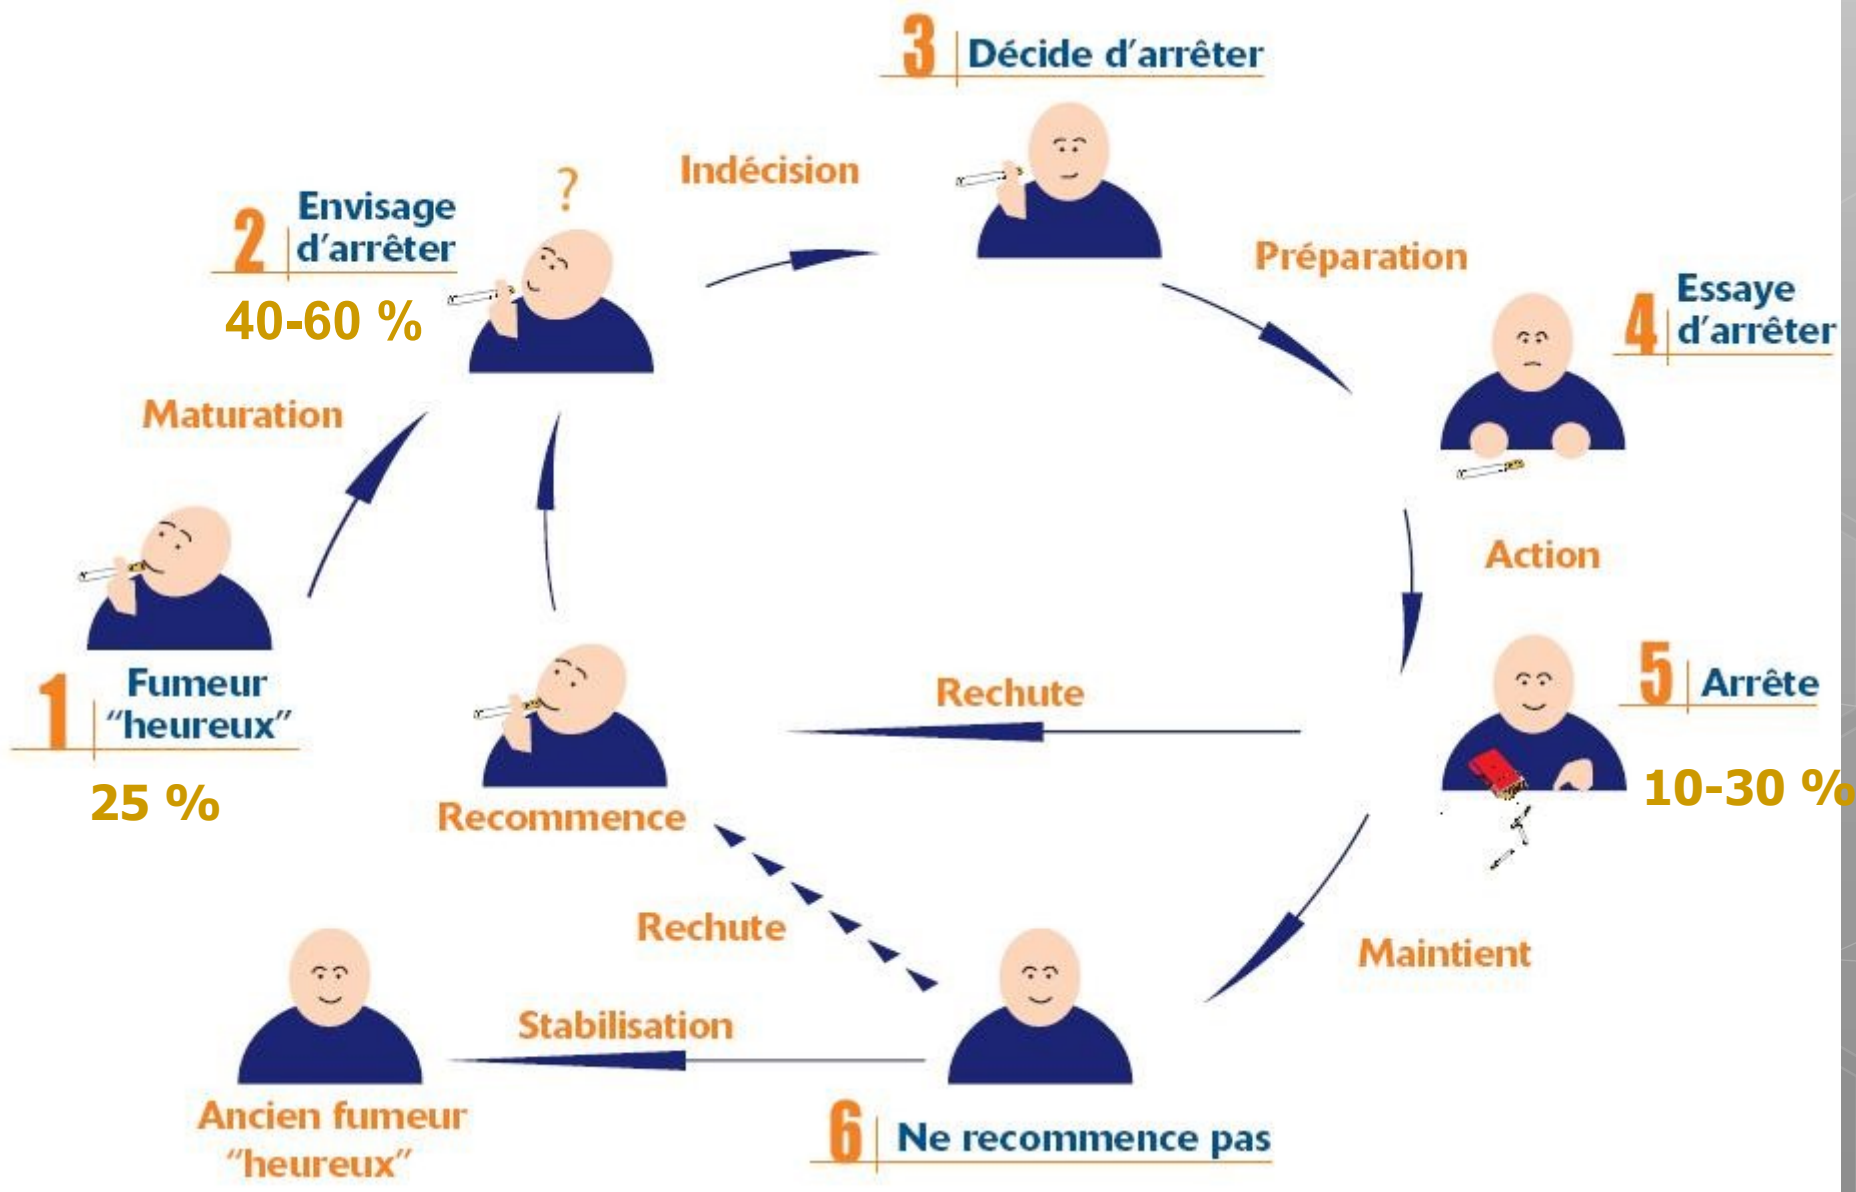 3 Décide d'arrêter
Indécision
?
2 Envisage
d'arrêter
40-60 %
Préparation
4 Essaye
d'arrêter
Maturation
Action
1 Fumeur
"heureux"
25 %
Rechute
5 Arrête
10-30 %
Recommence
Rechute
Maintient
Stabilisation
Ancien fumeur
"heureux"
6 Ne recommence pas